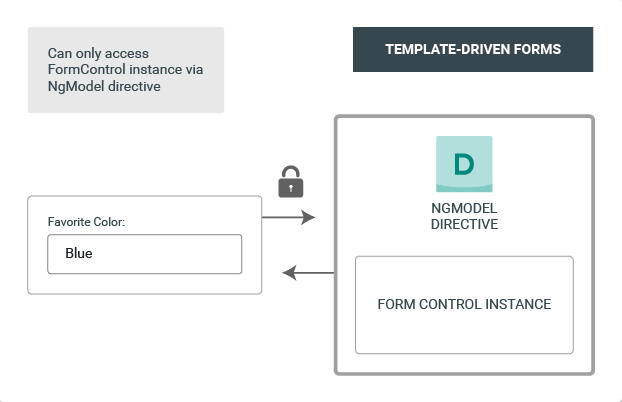 Can only access
FormControl instance via
NgModel directive
TEMPLATE-DRIVEN FORMS
D
NGMODEL
DIRECTIVE
Favorite Color:
Blue
FORM CONTROL INSTANCE